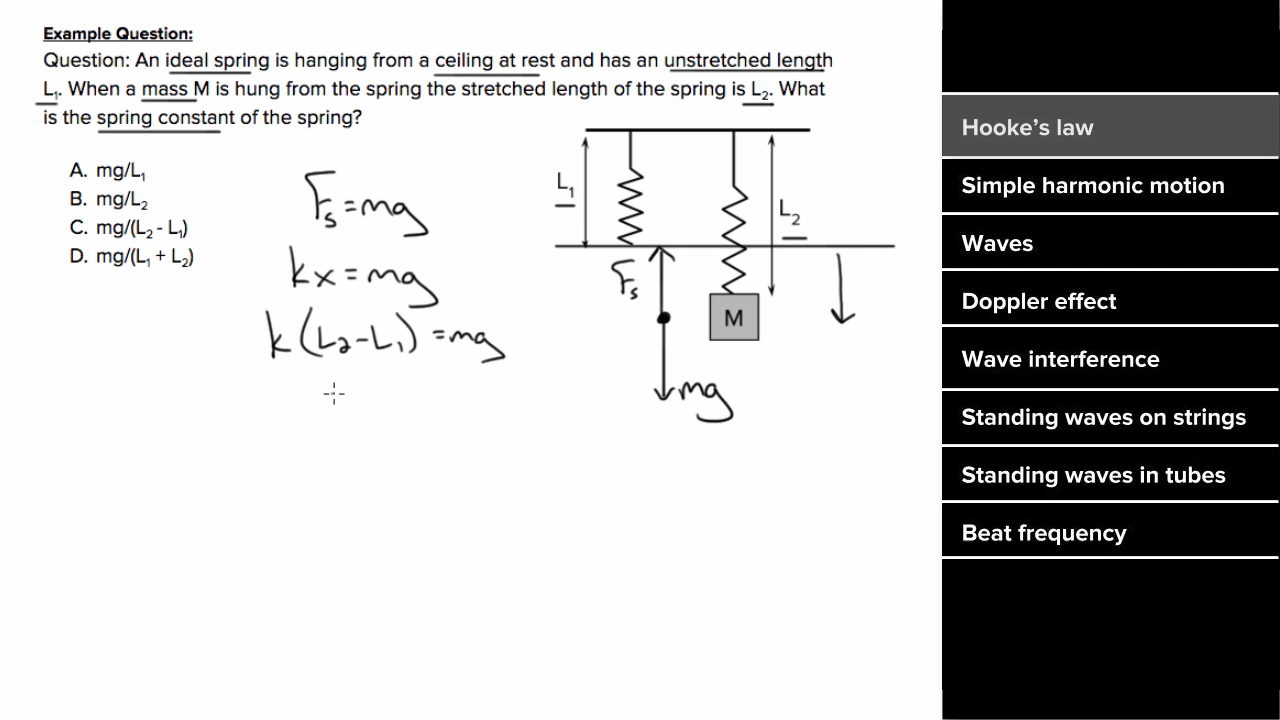 Example Question:
Question: An ideal spring is hanging from a ceiling at rest and has an unstretched length
L₁. When a mass M is hung from the spring the stretched length of the spring is L₂. What
is the spring constant of the spring?
A. mg/L₁
B. mg/L₂
C. mg/(L₂ - L₁)
D. mg/(L₁ + L₂)
Fs = mg
kx = mg
k(L₂-L₁) = mg
L₁
L₂
Fs
M
mg
Hooke's law
Simple harmonic motion
Waves
Doppler effect
Wave interference
Standing waves on strings
Standing waves in tubes
Beat frequency